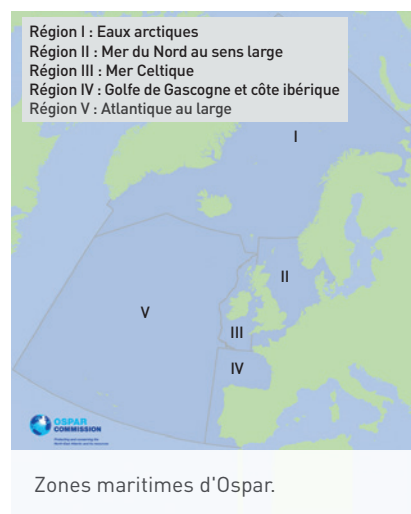 Région I : Eaux arctiques
Région II : Mer du Nord au sens large
Région III : Mer Celtique
Région IV : Golfe de Gascogne et côte ibérique
Région V : Atlantique au large
I
II
V
III
IV
OSPAR
COMMISSION
Zones maritimes d'Ospar.